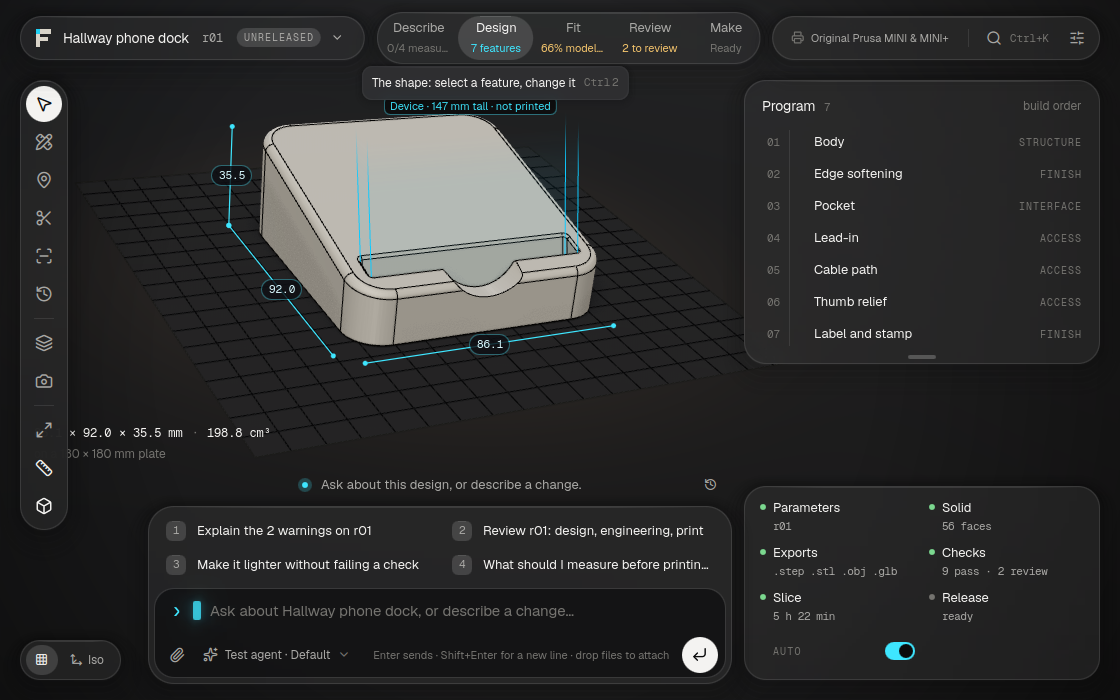 Hallway phone dock r01 UNRELEASED
Describe
0/4 measu…
Design
7 features
Fit
66% model…
Review
2 to review
Make
Ready
Original Prusa MINI & MINI+
Ctrl+K
The shape: select a feature, change it Ctrl 2
Device · 147 mm tall · not printed
35.5
92.0
86.1
× 92.0 × 35.5 mm · 198.8 cm³
80 × 180 mm plate
Program 7 build order
01 Body STRUCTURE
02 Edge softening FINISH
03 Pocket INTERFACE
04 Lead-in ACCESS
05 Cable path ACCESS
06 Thumb relief ACCESS
07 Label and stamp FINISH
Ask about this design, or describe a change.
1 Explain the 2 warnings on r01
2 Review r01: design, engineering, print
3 Make it lighter without failing a check
4 What should I measure before printin…
Ask about Hallway phone dock, or describe a change…
Test agent · Default
Enter sends · Shift+Enter for a new line · drop files to attach
Parameters
r01
Solid
56 faces
Exports
.step .stl .obj .glb
Checks
9 pass · 2 review
Slice
5 h 22 min
Release
ready
AUTO
Iso